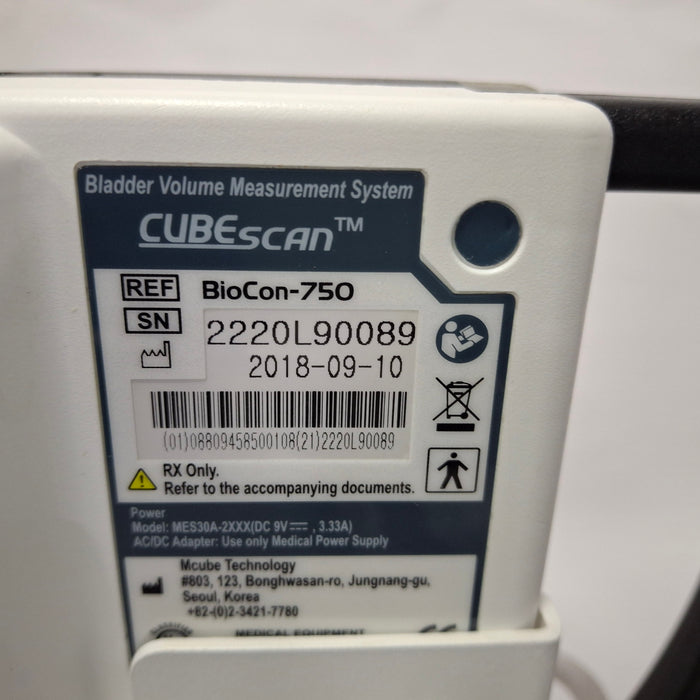 Bladder Volume Measurement System
CUBEscan™
REF BioCon-750
SN 2220L90089
2018-09-10
(01)08809458500108(21)2220L90089
RX Only.
Refer to the accompanying documents.
Power
Model: MES30A-2XXX(DC 9V⎓, 3.33A)
AC/DC Adapter: Use only Medical Power Supply
Mcube Technology
#803, 123, Bonghwasan-ro, Jungnang-gu,
Seoul, Korea
+82-(0)2-3421-7780
MEDICAL EQUIPMENT